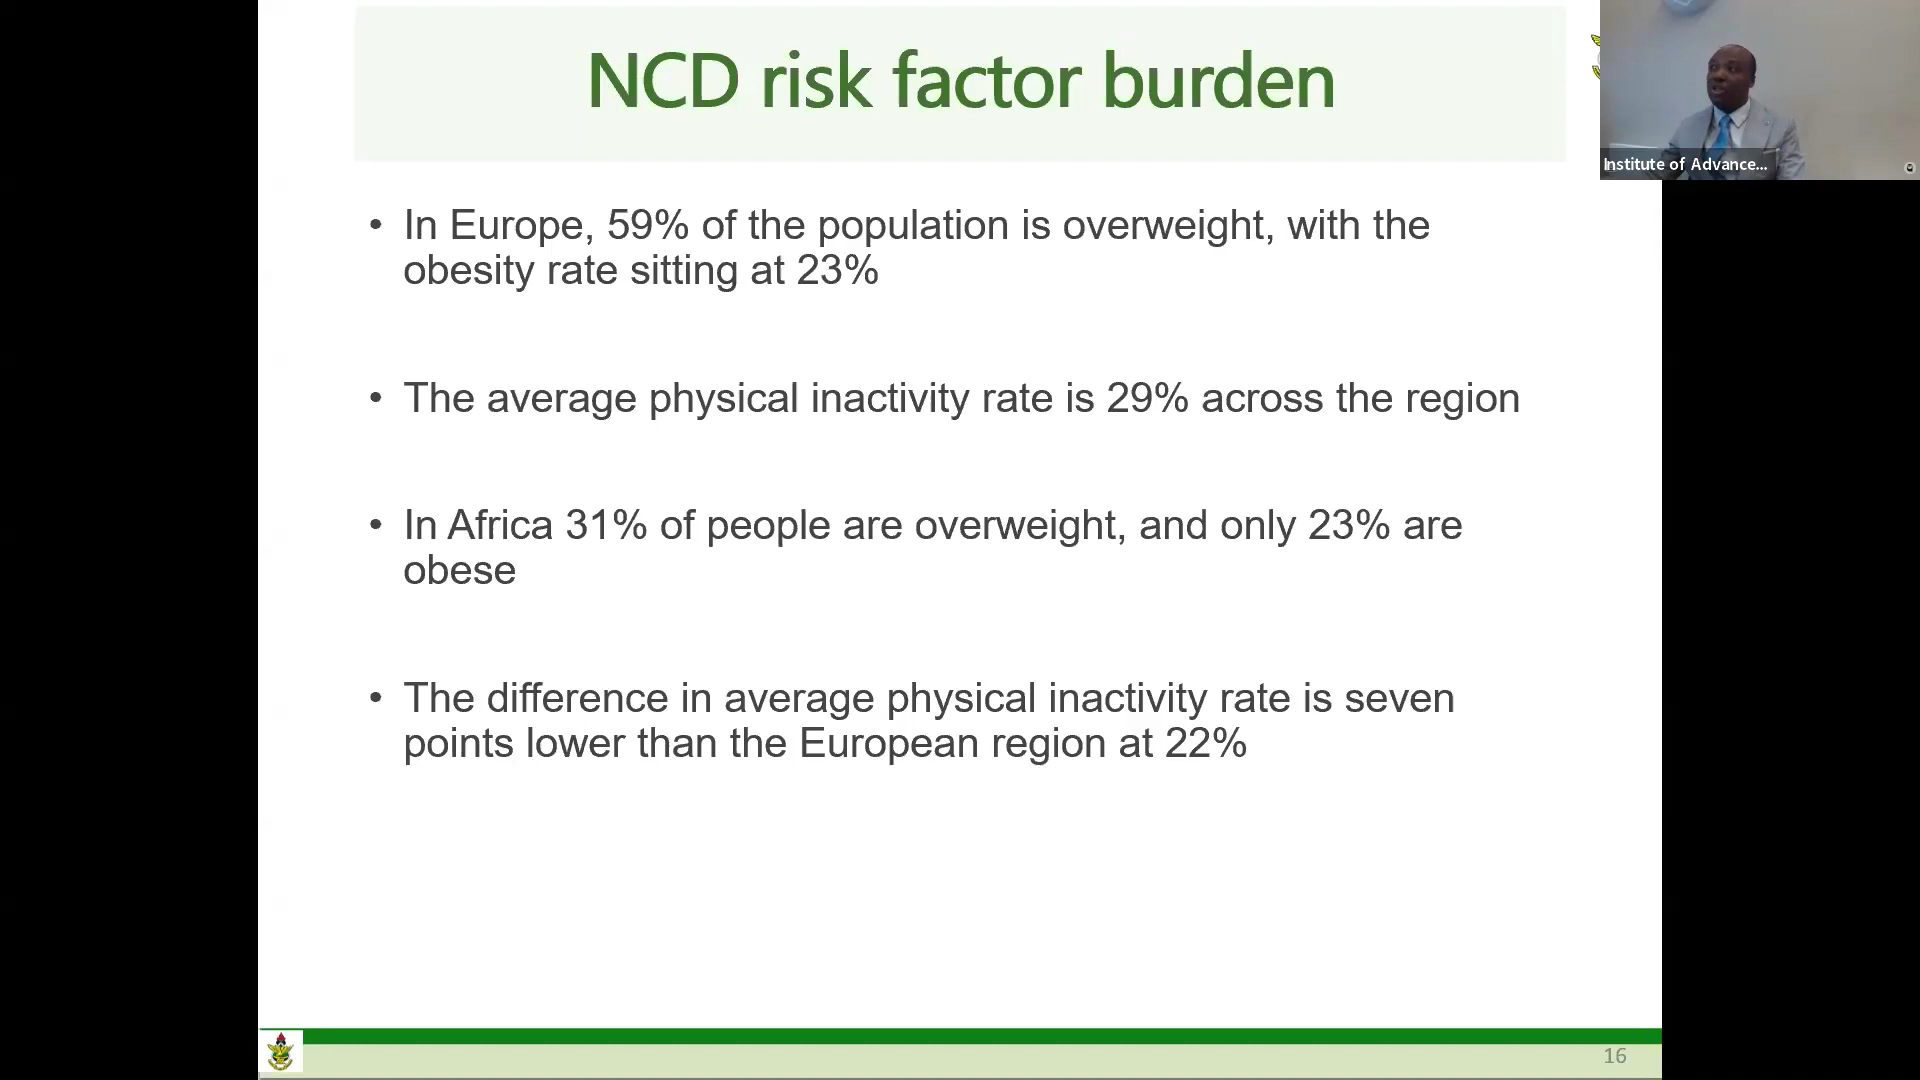 NCD risk factor burden
Institute of Advance...
• In Europe, 59% of the population is overweight, with the
obesity rate sitting at 23%
• The average physical inactivity rate is 29% across the region
• In Africa 31% of people are overweight, and only 23% are
obese
• The difference in average physical inactivity rate is seven
points lower than the European region at 22%
16